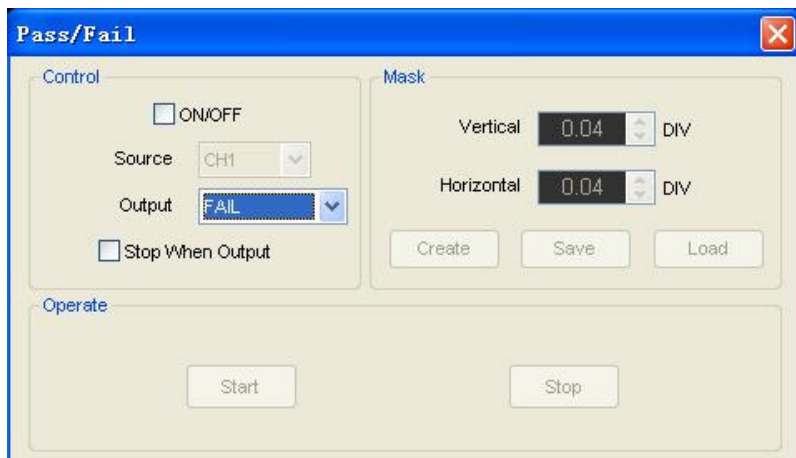 Pass/Fail
Control
ON/OFF
Source CH1
Output FAIL
Stop When Output
Mask
Vertical 0.04 DIV
Horizontal 0.04 DIV
Create Save Load
Operate
Start Stop